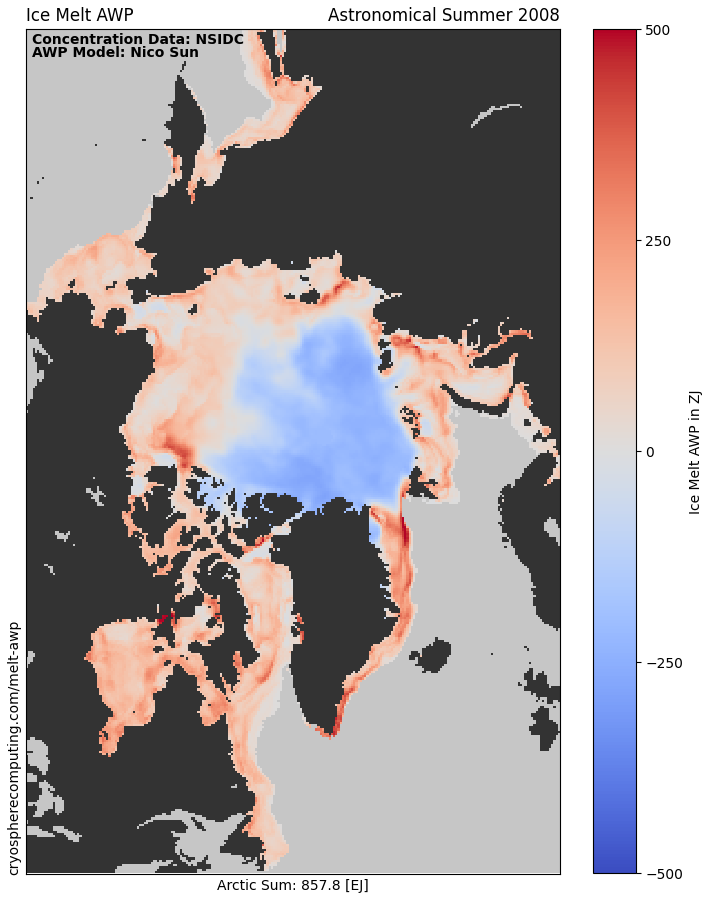 Ice Melt AWP
Astronomical Summer 2008
Concentration Data: NSIDC
AWP Model: Nico Sun
cryospherecomputing.com/melt-awp
Arctic Sum: 857.8 [EJ]
500
250
0
−250
−500
Ice Melt AWP in ZJ